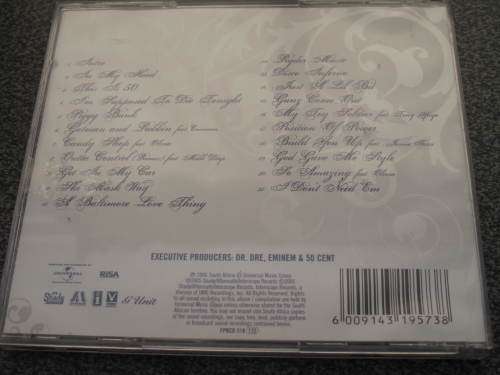 Intro
In My Hood
This Is 50
I'm Supposed To Die Tonight
Piggy Bank
Gatman and Robbin feat Eminem
Candy Shop feat Olivia
Outta Control (Remix) feat Mobb Deep
Get In My Car
Ski Mask Way
A Baltimore Love Thing
Ryder Music
Disco Inferno
Just A Lil Bit
Gunz Come Out
My Toy Soldier feat Tony Yayo
Position Of Power
Build You Up feat Jamie Foxx
God Gave Me Style
So Amazing feat Olivia
I Dont Need Em
EXECUTIVE PRODUCERS: DR. DRE, EMINEM & 50 CENT
UNIVERSAL
RISA
Shady
G Unit
6 009143 195738